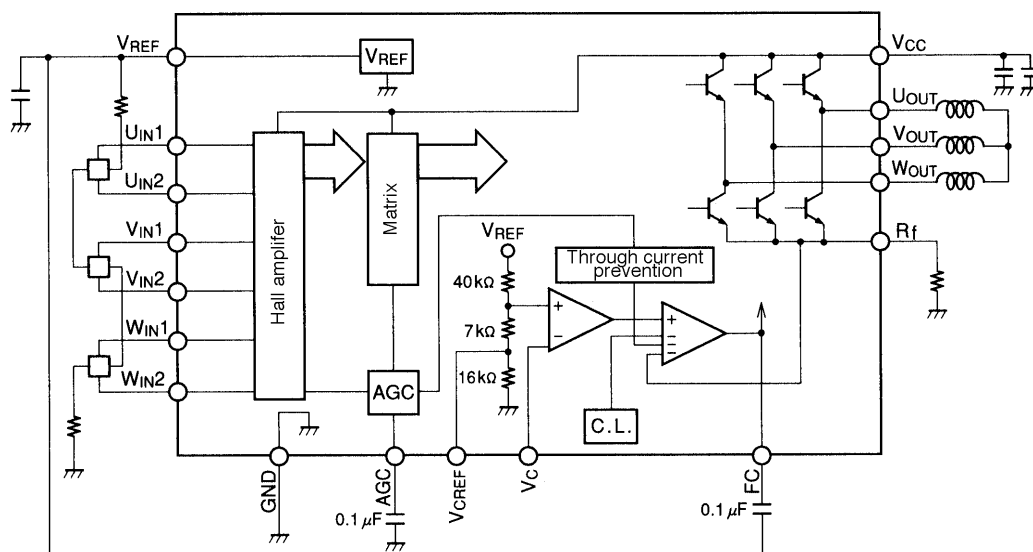 VREF
VREF
VCC
UOUT
VOUT
WOUT
Rf
UIN1
UIN2
VIN1
VIN2
WIN1
WIN2
Hall amplifer
Matrix
VREF
40kΩ
7kΩ
16kΩ
Through current
prevention
+
−
+
−
−
−
AGC
C.L.
GND
AGC
VCREF
VC
FC
0.1μF
0.1μF